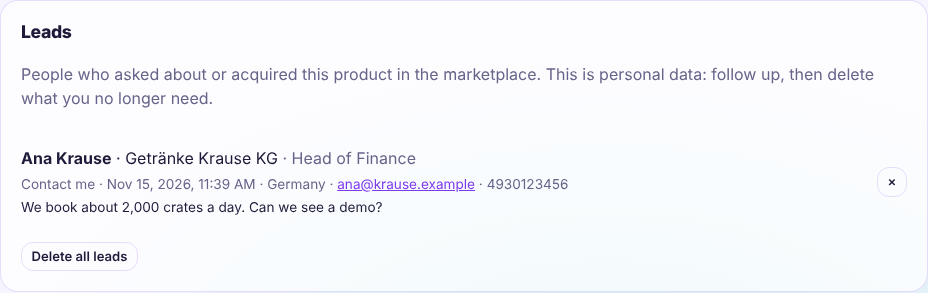 Leads
People who asked about or acquired this product in the marketplace. This is personal data: follow up, then delete
what you no longer need.
Ana Krause · Getränke Krause KG · Head of Finance
Contact me · Nov 15, 2026, 11:39 AM · Germany · ana@krause.example · 4930123456
×
We book about 2,000 crates a day. Can we see a demo?
Delete all leads